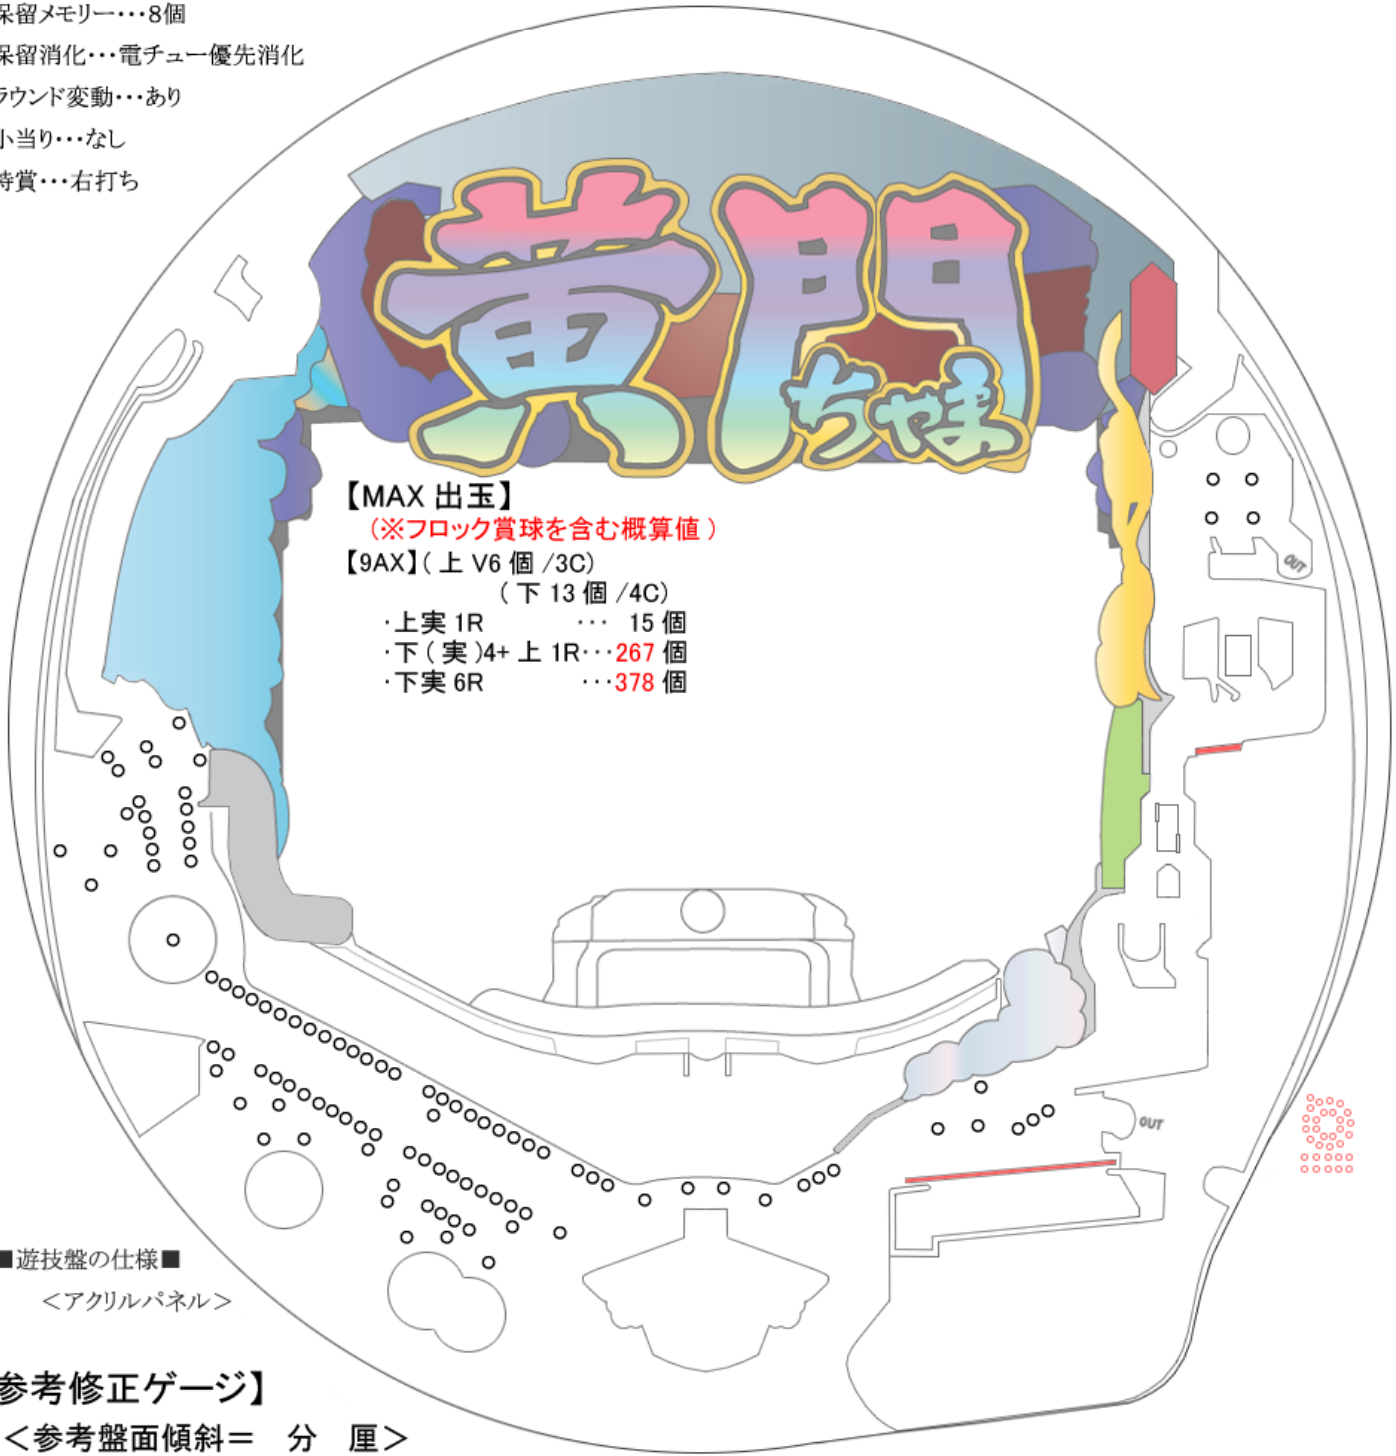 保留メモリー・・・8個
保留消化・・・電チュー優先消化
ラウンド変動・・・あり
小当り・・・なし
特賞・・・右打ち
黄門
ちゃま
【MAX 出玉】
(※フロック賞球を含む概算値)
【9AX】(上 V6 個 /3C)
(下 13 個 /4C)
・上実 1R ・・・ 15 個
・下(実)4+ 上 1R・・・267 個
・下実 6R ・・・378 個
OUT
OUT
■遊技盤の仕様■
＜アクリルパネル＞
参考修正ゲージ】
＜参考盤面傾斜＝ 分 厘＞